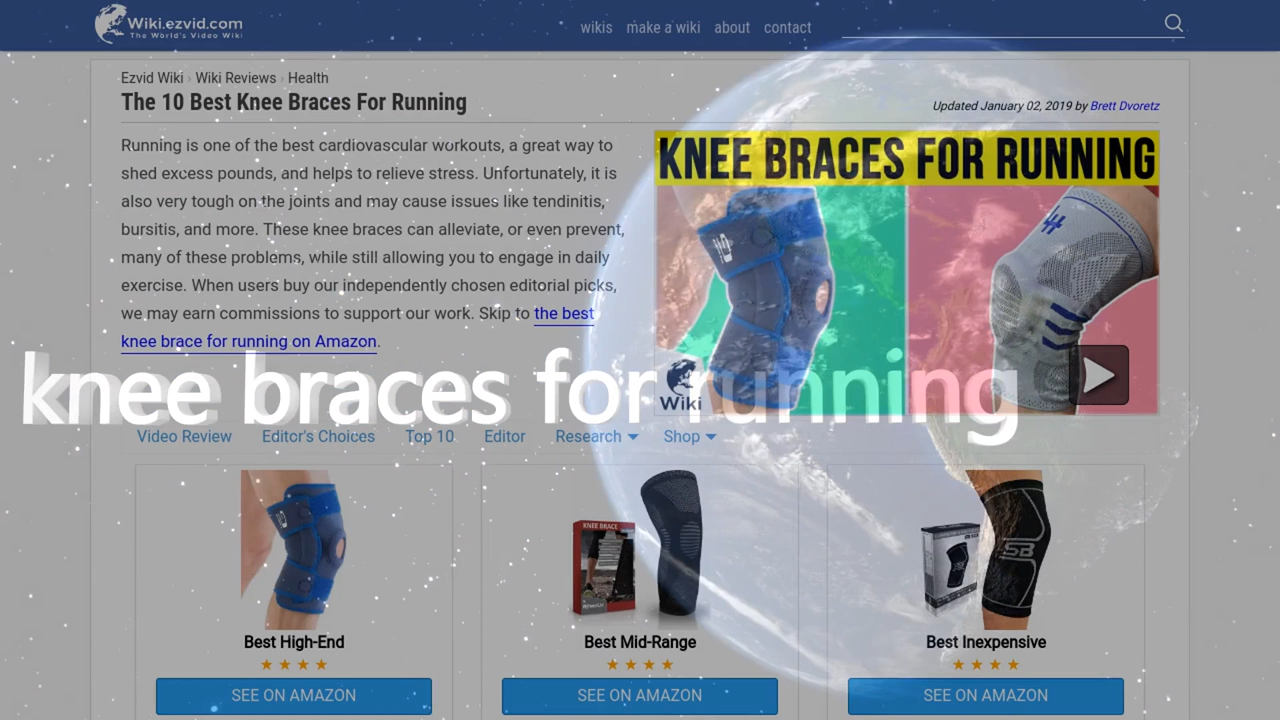 Wiki.ezvid.com
The World's Video Wiki
wikis make a wiki about contact
Ezvid Wiki › Wiki Reviews › Health
The 10 Best Knee Braces For Running
Updated January 02, 2019 by Brett Dvoretz
Running is one of the best cardiovascular workouts, a great way to
shed excess pounds, and helps to relieve stress. Unfortunately, it is
also very tough on the joints and may cause issues like tendinitis,
bursitis, and more. These knee braces can alleviate, or even prevent,
many of these problems, while still allowing you to engage in daily
exercise. When users buy our independently chosen editorial picks,
we may earn commissions to support our work. Skip to the best
knee brace for running on Amazon.
KNEE BRACES FOR RUNNING
Wiki
knee braces for running
Video Review Editor's Choices Top 10 Editor Research Shop
KNEE BRACE
SB
Best High-End Best Mid-Range Best Inexpensive
SEE ON AMAZON SEE ON AMAZON SEE ON AMAZON